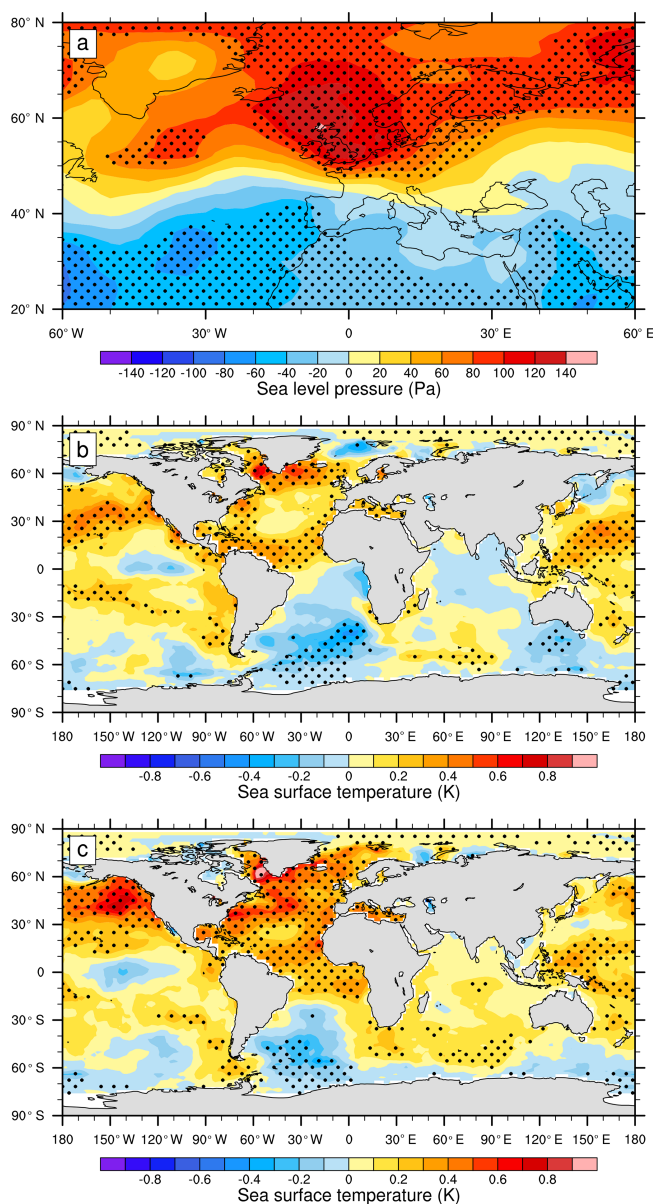 a
80° N
60° N
40° N
20° N
60° W 30° W 0 30° E 60° E
-140 -120 -100 -80 -60 -40 -20 0 20 40 60 80 100 120 140
Sea level pressure (Pa)
b
90° N
60° N
30° N
0
30° S
60° S
90° S
180 150° W 120° W 90° W 60° W 30° W 0 30° E 60° E 90° E 120° E 150° E 180
-0.8 -0.6 -0.4 -0.2 0 0.2 0.4 0.6 0.8
Sea surface temperature (K)
c
90° N
60° N
30° N
0
30° S
60° S
90° S
180 150° W 120° W 90° W 60° W 30° W 0 30° E 60° E 90° E 120° E 150° E 180
-0.8 -0.6 -0.4 -0.2 0 0.2 0.4 0.6 0.8
Sea surface temperature (K)